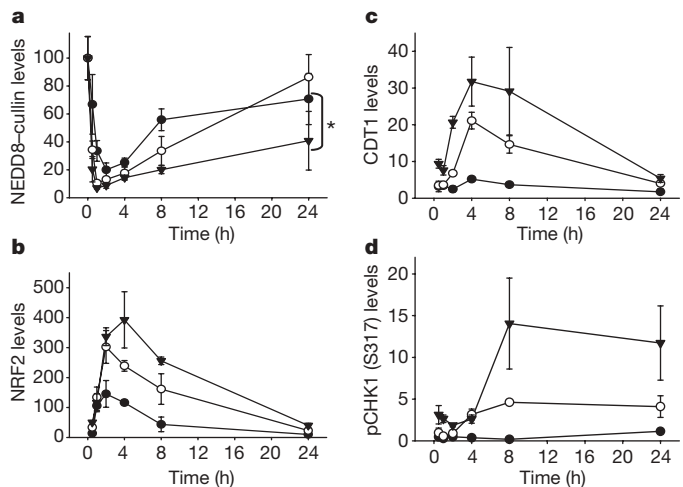 a
NEDD8–cullin levels
100
80
60
40
20
0
*
0 4 8 12 16 20 24
Time (h)
b
NRF2 levels
500
400
300
200
100
0
0 4 8 12 16 20 24
Time (h)
c
CDT1 levels
40
30
20
10
0
0 4 8 12 16 20 24
Time (h)
d
pCHK1 (S317) levels
20
15
10
5
0
0 4 8 12 16 20 24
Time (h)